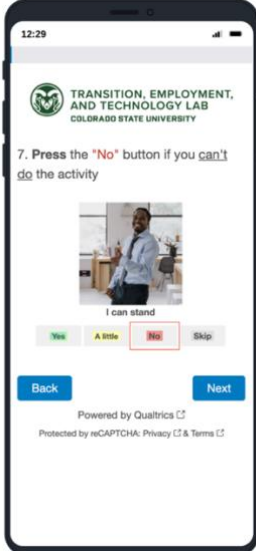 12:29
TRANSITION, EMPLOYMENT,
AND TECHNOLOGY LAB
COLORADO STATE UNIVERSITY
7. Press the "No" button if you can't
do the activity
I can stand
Yes A little No Skip
Back Next
Powered by Qualtrics
Protected by reCAPTCHA: Privacy & Terms